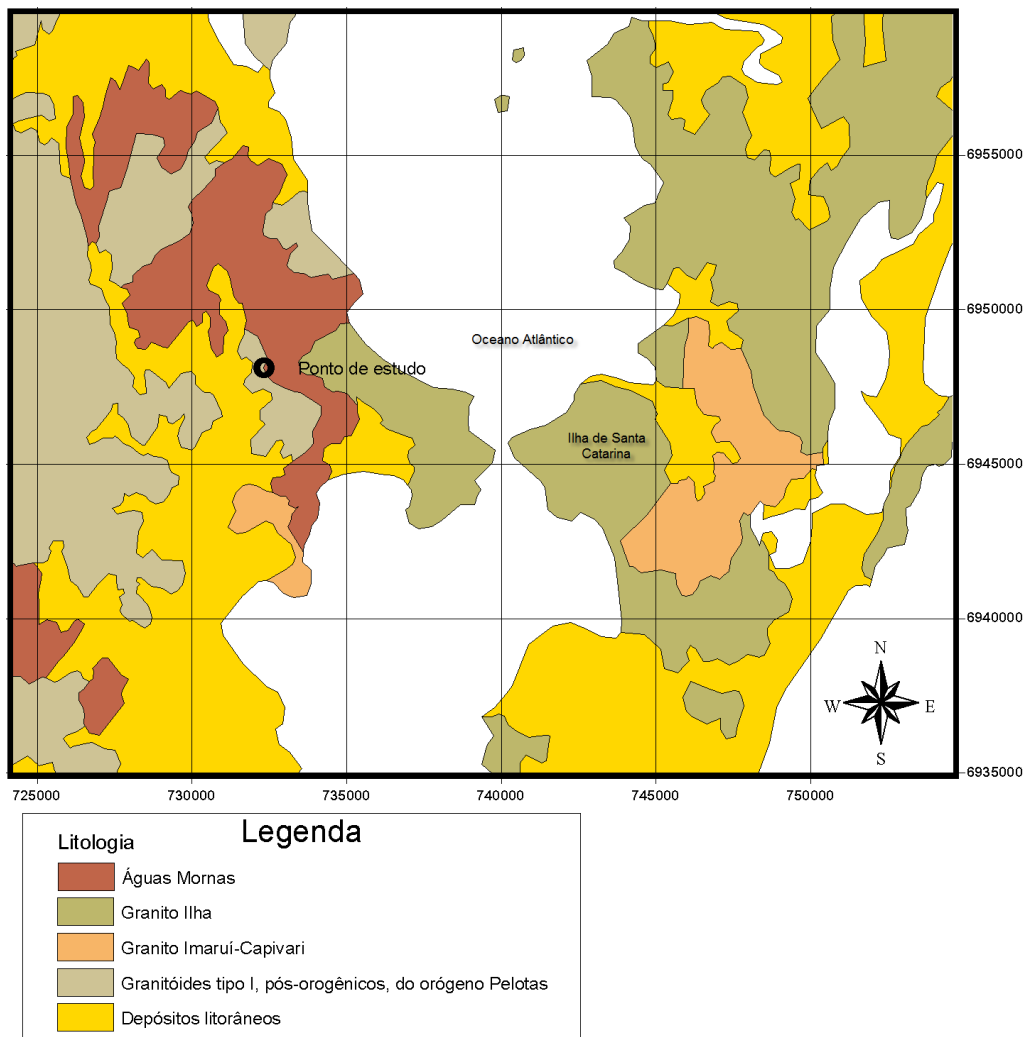 6955000
6950000
Oceano Atlântico
Ponto de estudo
Ilha de Santa
Catarina
6945000
6940000
N
W
E
S
6935000
725000
730000
735000
740000
745000
750000
Legenda
Litologia
Águas Mornas
Granito Ilha
Granito Imaruí-Capivari
Granitóides tipo I, pós-orogênicos, do orógeno Pelotas
Depósitos litorâneos